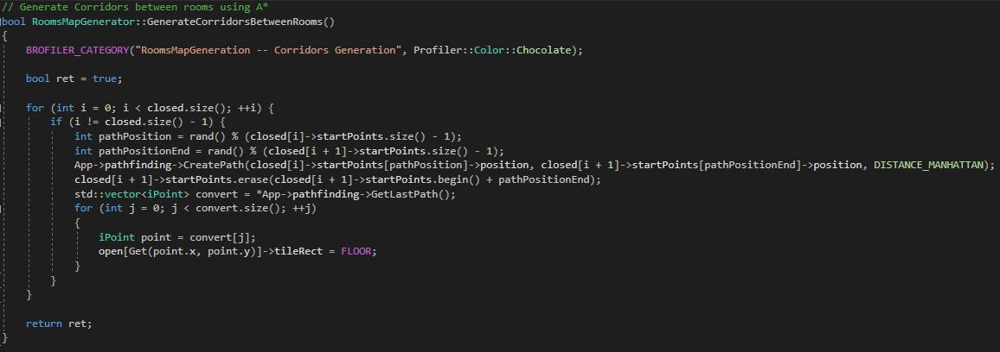 // Generate Corridors between rooms using A*
bool RoomsMapGenerator::GenerateCorridorsBetweenRooms()
{
    BROFILER_CATEGORY("RoomsMapGeneration -- Corridors Generation", Profiler::Color::Chocolate);

    bool ret = true;

    for (int i = 0; i < closed.size(); ++i) {
        if (i != closed.size() - 1) {
            int pathPosition = rand() % (closed[i]->startPoints.size() - 1);
            int pathPositionEnd = rand() % (closed[i + 1]->startPoints.size() - 1);
            App->pathfinding->CreatePath(closed[i]->startPoints[pathPosition]->position, closed[i + 1]->startPoints[pathPositionEnd]->position, DISTANCE_MANHATTAN);
            closed[i + 1]->startPoints.erase(closed[i + 1]->startPoints.begin() + pathPositionEnd);
            std::vector<iPoint> convert = *App->pathfinding->GetLastPath();
            for (int j = 0; j < convert.size(); ++j)
            {
                iPoint point = convert[j];
                open[Get(point.x, point.y)]->tileRect = FLOOR;
            }
        }
    }

    return ret;
}